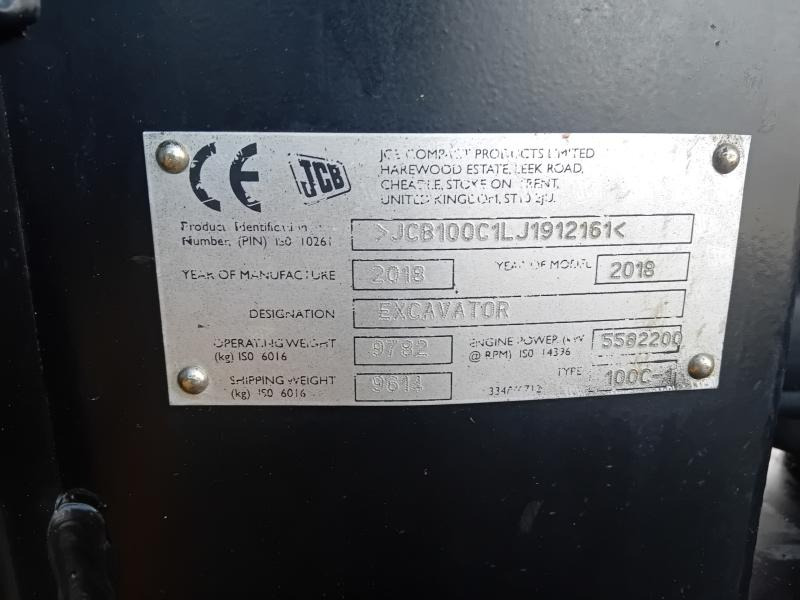 CE JCB
JCB COMPACT PRODUCTS LIMITED
HAREWOOD ESTATE, LEEK ROAD,
CHEADLE, STOKE ON TRENT,
UNITED KINGDOM, ST10 2JU.
Product Identification
Number (PIN) ISO 10261
>JCB100C1LJ1912161<
YEAR OF MANUFACTURE 2018 YEAR OF MODEL 2018
DESIGNATION EXCAVATOR
OPERATING WEIGHT
(kg) ISO 6016
9782
ENGINE POWER (kW
@ RPM) ISO 14396
5582200
SHIPPING WEIGHT
(kg) ISO 6016
9614
TYPE 100C-1